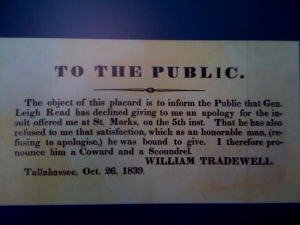 TO THE PUBLIC.
The object of this placard is to inform the Public that Gen.
Leigh Read has declined giving to me an apology for the in-
sult offered me at St. Marks, on the 5th inst. That he has also
refused to me that satisfaction, which as an honorable man, (re-
fusing to apologise,) he was bound to give. I therefore pro-
nounce him a Coward and a Scoundrel.
WILLIAM TRADEWELL.
Tallahassee, Oct. 26, 1839.